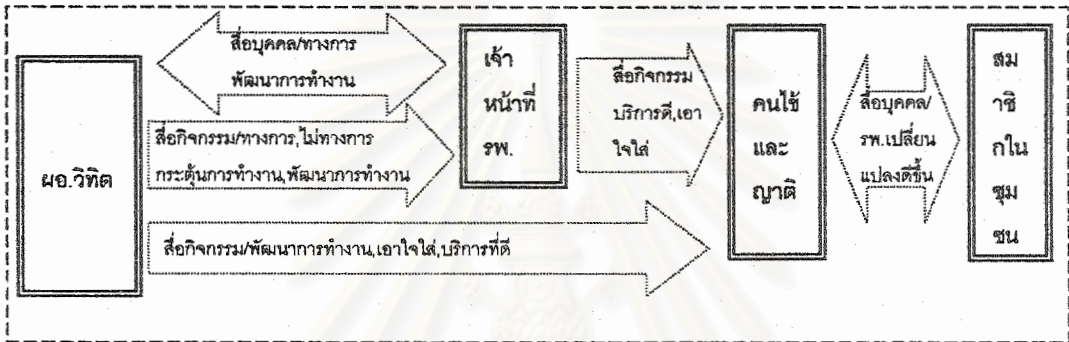 ผอ.วิทิต
สื่อบุคคล/ทางการ
พัฒนาการทำงาน
สื่อกิจกรรม/ทางการ,ไม่ทางการ
กระตุ้นการทำงาน,พัฒนาการทำงาน
สื่อกิจกรรม/พัฒนาการทำงาน,เอาใจใส่,บริการที่ดี
เจ้า
หน้าที่
รพ.
สื่อกิจกรรม
บริการดี,เอา
ใจใส่
คนไข้
และ
ญาติ
สื่อบุคคล/
รพ.เปลี่ยน
แปลงดีขึ้น
สม
าชิ
กใน
ชุม
ชน